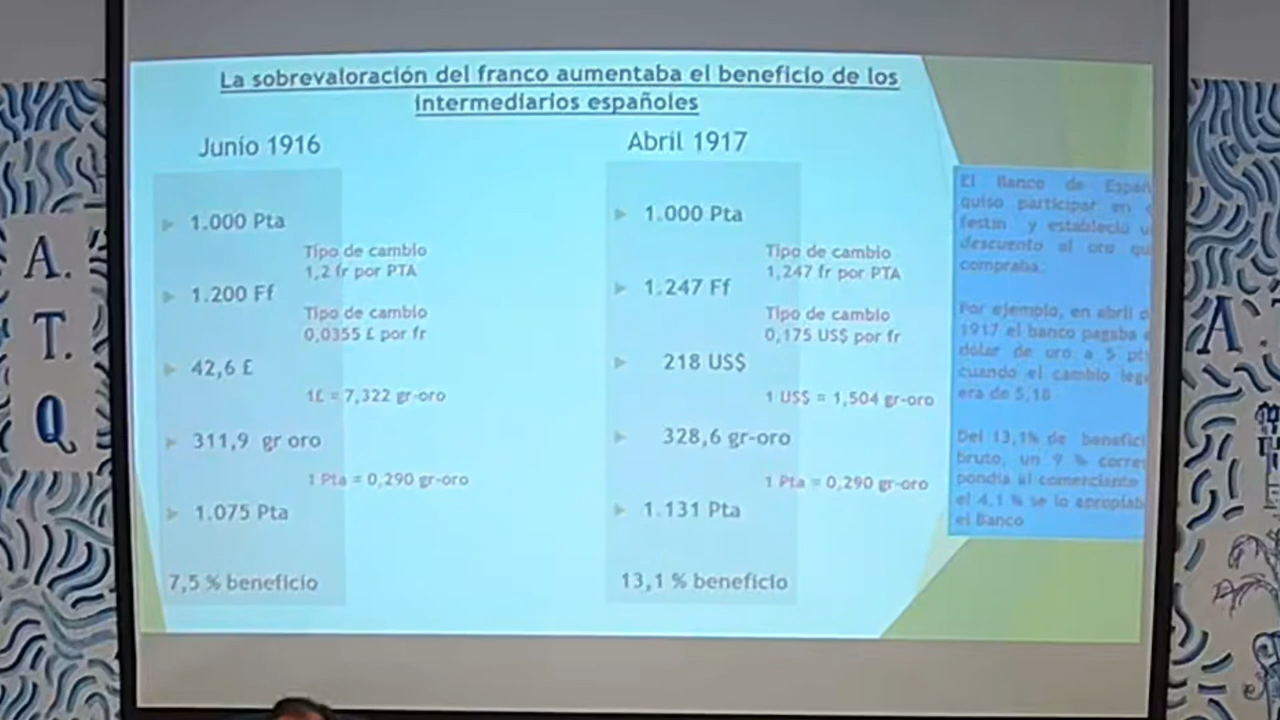 La sobrevaloración del franco aumentaba el beneficio de los
intermediarios españoles
Junio 1916
1.000 Pta
Tipo de cambio
1,2 fr por PTA
1.200 Ff
Tipo de cambio
0,0355 £ por fr
42,6 £
1£ = 7,322 gr-oro
311,9 gr oro
1 Pta = 0,290 gr-oro
1.075 Pta
7,5 % beneficio
Abril 1917
1.000 Pta
Tipo de cambio
1,247 fr por PTA
1.247 Ff
Tipo de cambio
0,175 US$ por fr
218 US$
1 US$ = 1,504 gr-oro
328,6 gr-oro
1 Pta = 0,290 gr-oro
1.131 Pta
13,1 % beneficio
El Banco de Españ
quiso participar en
festín y estableció u
descuento al oro qu
compraba.
Por ejemplo, en abril
1917 el banco pagaba
dólar de oro a 5 pt
cuando el cambio leg
era de 5,18
Del 13,1% de benefici
bruto, un 9 % corres
pondía al comerciante
el 4,1 % se lo apropiab
el Banco
A.
T.
Q
A.